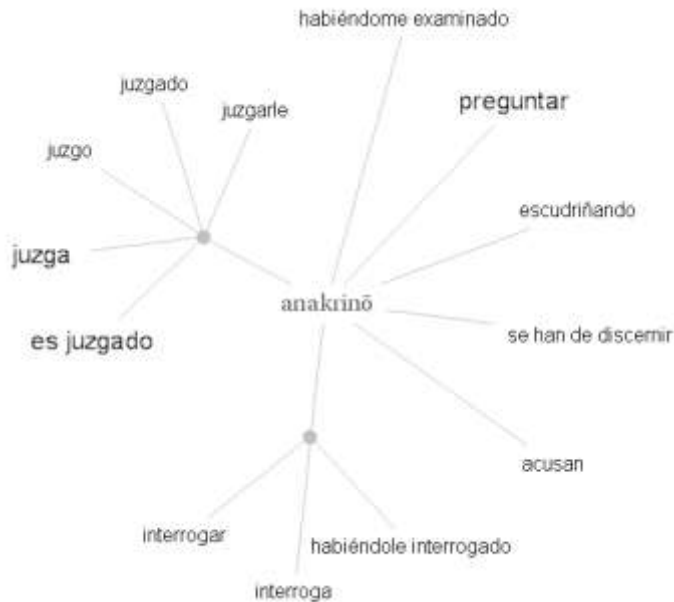 habiéndome examinado
juzgado
preguntar
juzgarle
juzgo
escudriñando
juzga
anakrinō
es juzgado
se han de discernir
acusan
interrogar
habiéndole interrogado
interroga